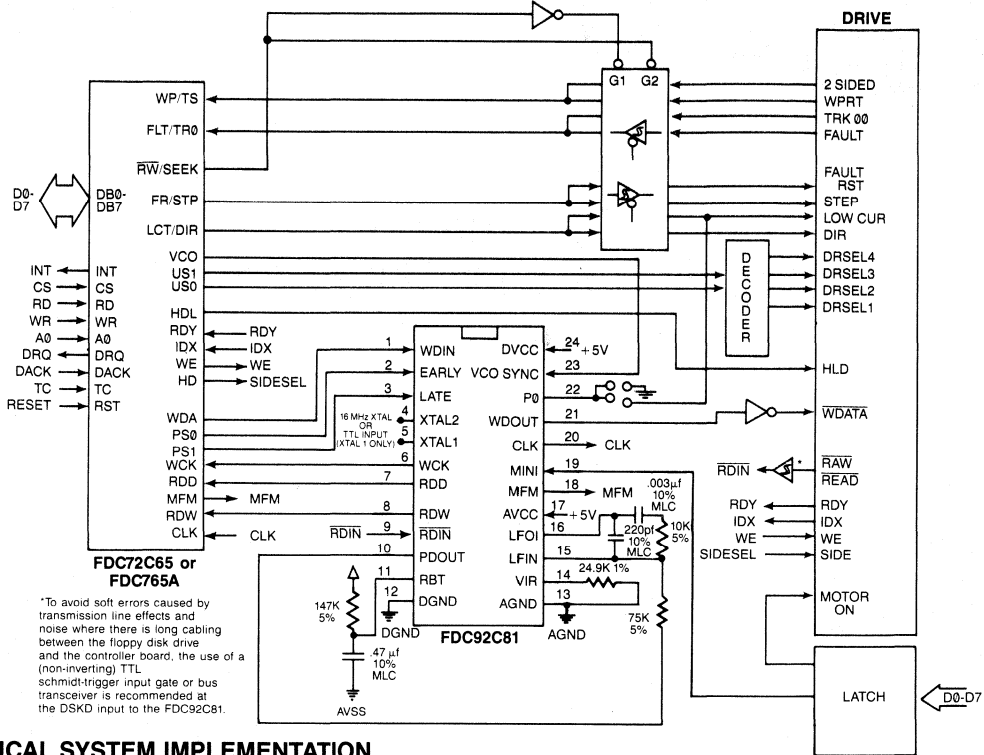 DRIVE
G1 G2
2 SIDED
WPRT
TRK 00
FAULT
FAULT
RST
STEP
LOW CUR
DIR
DRSEL4
DRSEL3
DRSEL2
DRSEL1
HLD
WDATA
RAW
READ
RDY
IDX
WE
SIDE
MOTOR
ON
WP/TS
FLT/TR0
RW/SEEK
FR/STP
LCT/DIR
VCO
US1
US0
HDL
RDY
IDX
WE
HD
WDA
PS0
PS1
WCK
RDD
MFM
RDW
CLK
D0-
D7
DB0-
DB7
INT INT
CS CS
RD RD
WR WR
A0 A0
DRQ DRQ
DACK DACK
TC TC
RESET RST
RDY
IDX
WE
SIDESEL
MFM
CLK
FDC72C65 or
FDC765A
DECODER
1 WDIN
2 EARLY
3 LATE
4 XTAL2
5 XTAL1
6 WCK
7 RDD
8 RDW
9 RDIN
10 PDOUT
11 RBT
12 DGND
DVCC 24 +5V
VCO SYNC 23
P0 22
WDOUT 21
CLK 20 CLK
MINI 19
MFM 18 MFM
AVCC 17 +5V
LFOI 16
LFIN 15
VIR 14
AGND 13
16 MHz XTAL
OR
TTL INPUT
(XTAL 1 ONLY)
RDIN
147K
5%
.47 µf
10%
MLC
AVSS
DGND
FDC92C81
AGND
.003µf
10%
MLC
220pf
10%
MLC
10K
5%
24.9K 1%
75K
5%
RDIN
*
RDY
IDX
WE
SIDESEL
LATCH
D0-D7
*To avoid soft errors caused by
transmission line effects and
noise where there is long cabling
between the floppy disk drive
and the controller board, the use of a
(non-inverting) TTL
schmidt-trigger input gate or bus
transceiver is recommended at
the DSKD input to the FDC92C81.
ICAL SYSTEM IMPLEMENTATION